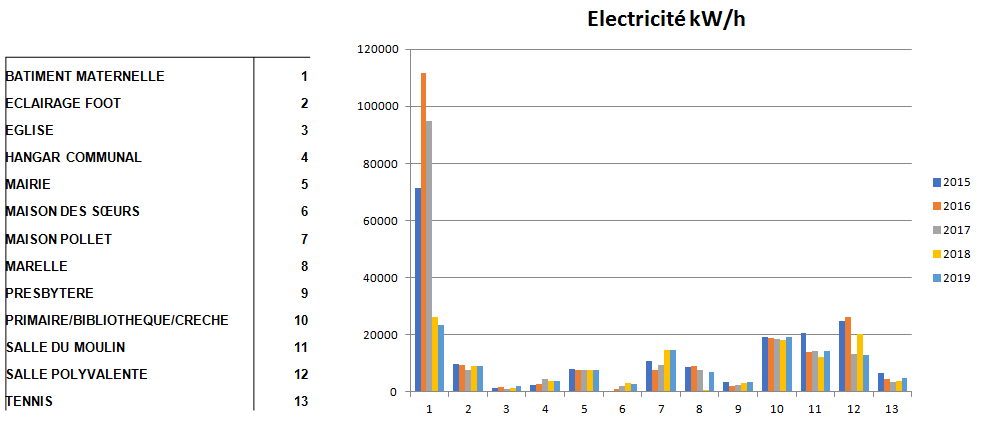 Electricité kW/h
BATIMENT MATERNELLE 1
ECLAIRAGE FOOT 2
EGLISE 3
HANGAR COMMUNAL 4
MAIRIE 5
MAISON DES SŒURS 6
MAISON POLLET 7
MARELLE 8
PRESBYTERE 9
PRIMAIRE/BIBLIOTHEQUE/CRECHE 10
SALLE DU MOULIN 11
SALLE POLYVALENTE 12
TENNIS 13
120000
100000
80000
60000
40000
20000
0
1 2 3 4 5 6 7 8 9 10 11 12 13
2015
2016
2017
2018
2019